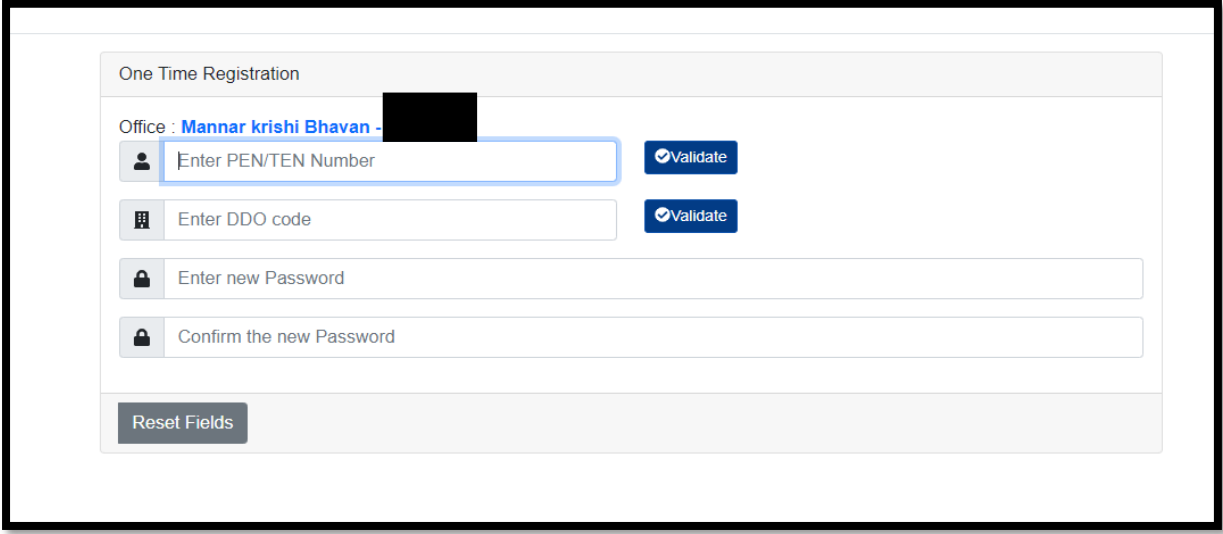 One Time Registration
Office : Mannar krishi Bhavan -
Enter PEN/TEN Number
Validate
Enter DDO code
Validate
Enter new Password
Confirm the new Password
Reset Fields